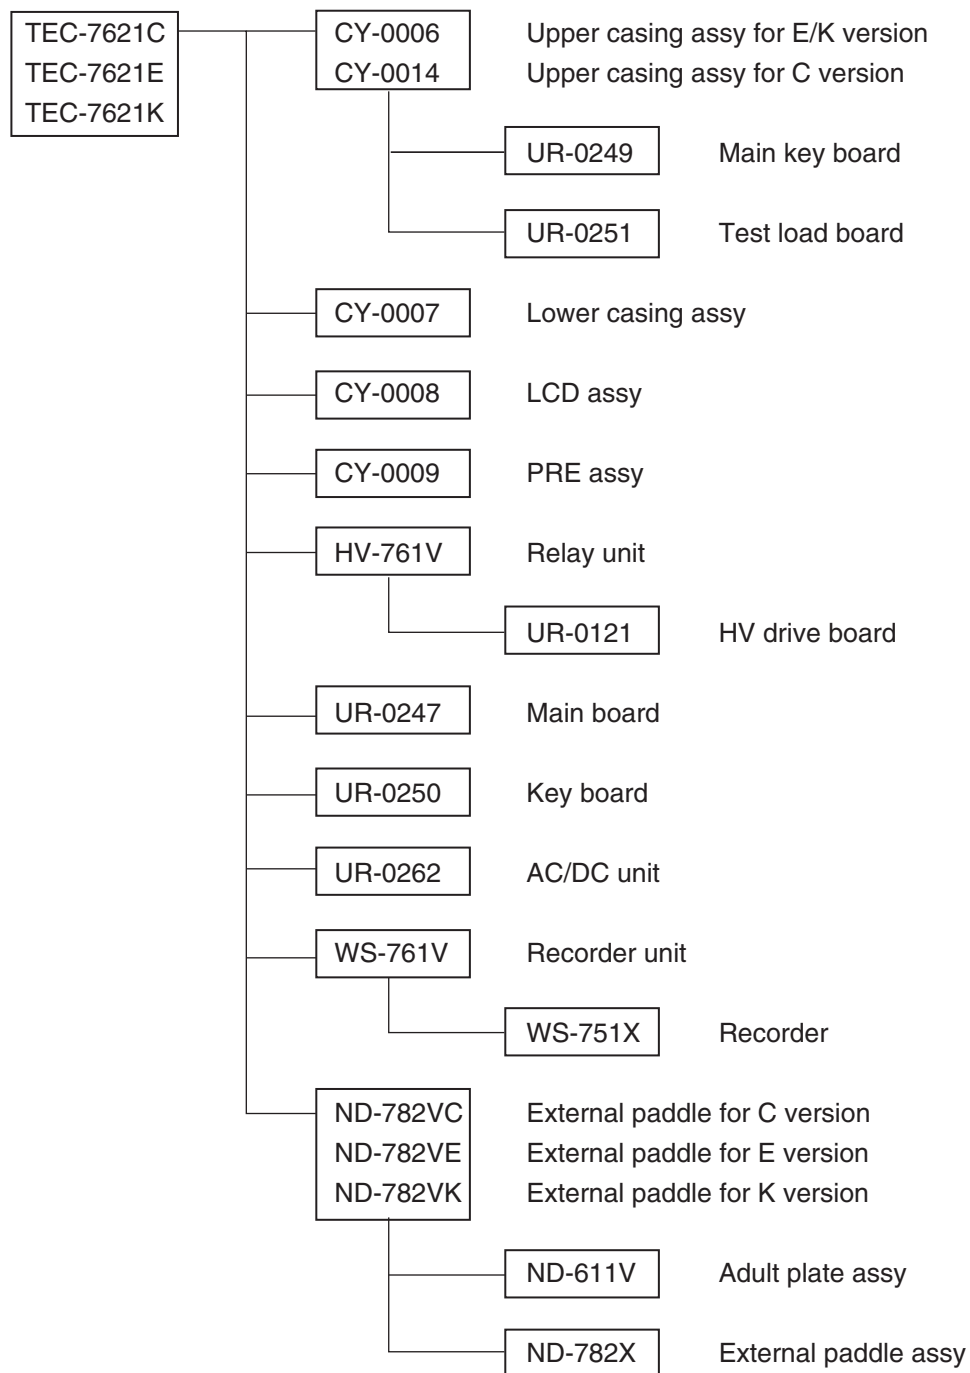 TEC-7621C
TEC-7621E
TEC-7621K
CY-0006 Upper casing assy for E/K version
CY-0014 Upper casing assy for C version
UR-0249 Main key board
UR-0251 Test load board
CY-0007 Lower casing assy
CY-0008 LCD assy
CY-0009 PRE assy
HV-761V Relay unit
UR-0121 HV drive board
UR-0247 Main board
UR-0250 Key board
UR-0262 AC/DC unit
WS-761V Recorder unit
WS-751X Recorder
ND-782VC External paddle for C version
ND-782VE External paddle for E version
ND-782VK External paddle for K version
ND-611V Adult plate assy
ND-782X External paddle assy